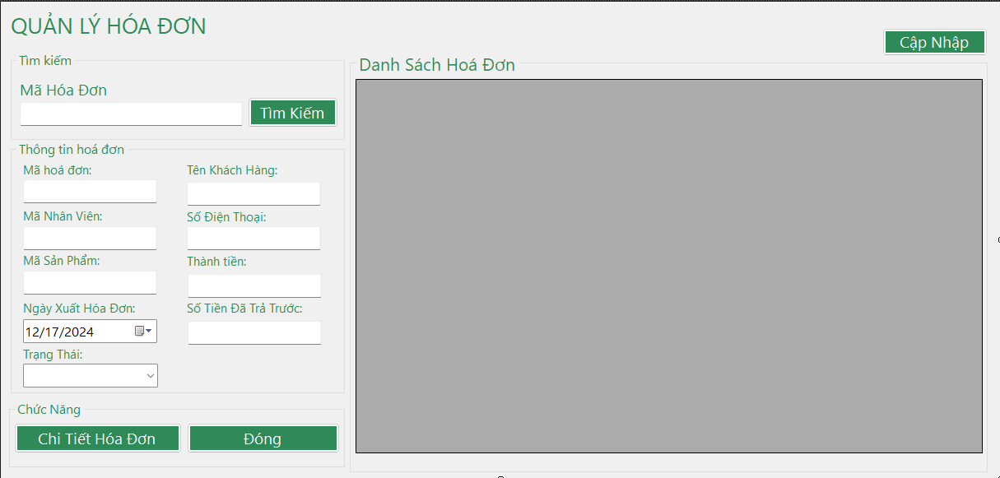 QUẢN LÝ HÓA ĐƠN
Cập Nhập
Tìm kiếm
Mã Hóa Đơn
Tìm Kiếm
Thông tin hoá đơn
Mã hoá đơn:
Tên Khách Hàng:
Mã Nhân Viên:
Số Điện Thoại:
Mã Sản Phẩm:
Thành tiền:
Ngày Xuất Hóa Đơn:
Số Tiền Đã Trả Trước:
12/17/2024
Trạng Thái:
Chức Năng
Chi Tiết Hóa Đơn
Đóng
Danh Sách Hoá Đơn